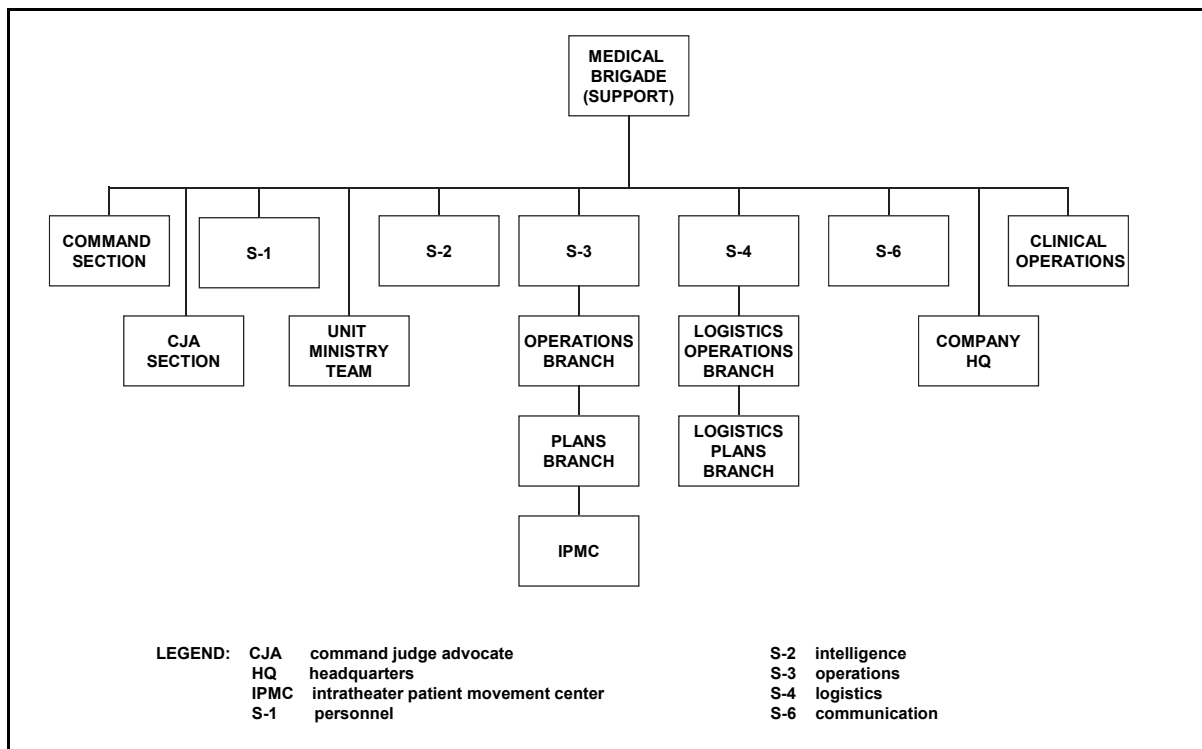 MEDICAL
BRIGADE
(SUPPORT)
COMMAND
SECTION
S-1
S-2
S-3
S-4
S-6
CLINICAL
OPERATIONS
CJA
SECTION
UNIT
MINISTRY
TEAM
OPERATIONS
BRANCH
LOGISTICS
OPERATIONS
BRANCH
COMPANY
HQ
PLANS
BRANCH
LOGISTICS
PLANS
BRANCH
IPMC
LEGEND: CJA command judge advocate
HQ headquarters
IPMC intratheater patient movement center
S-1 personnel
S-2 intelligence
S-3 operations
S-4 logistics
S-6 communication